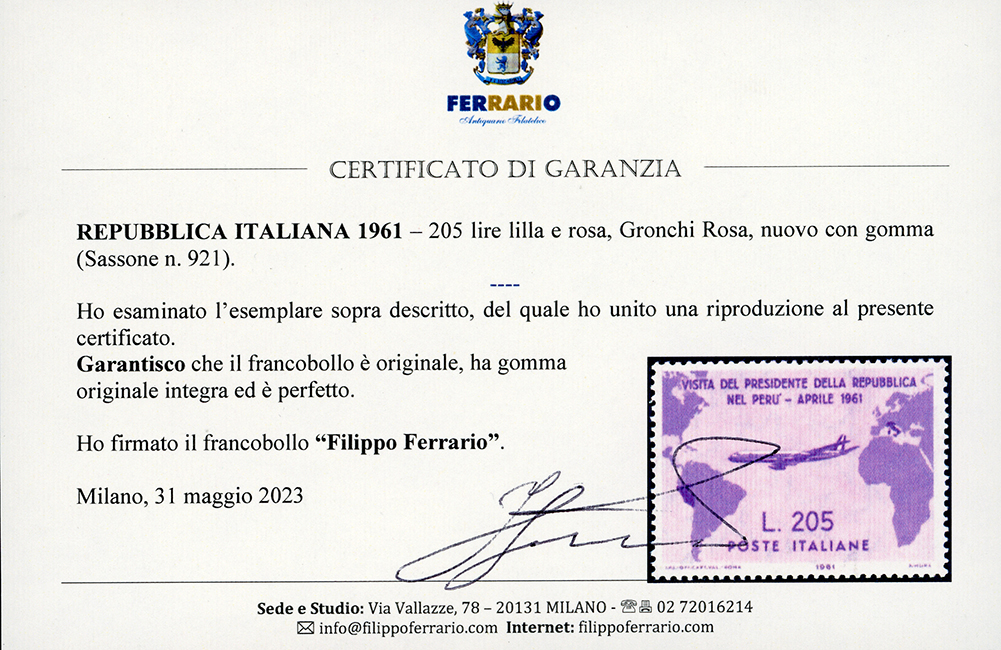 FERRARIO
Antiquario Filatelico
CERTIFICATO DI GARANZIA
REPUBBLICA ITALIANA 1961 – 205 lire lilla e rosa, Gronchi Rosa, nuovo con gomma
(Sassone n. 921).
----
Ho esaminato l’esemplare sopra descritto, del quale ho unito una riproduzione al presente
certificato.
Garantisco che il francobollo è originale, ha gomma
originale integra ed è perfetto.
Ho firmato il francobollo “Filippo Ferrario”.
Milano, 31 maggio 2023
VISITA DEL PRESIDENTE DELLA REPUBBLICA
NEL PERU' - APRILE 1961
L. 205
POSTE ITALIANE
1961
Sede e Studio: Via Vallazze, 78 – 20131 MILANO - 02 72016214
info@filippoferrario.com Internet: filippoferrario.com